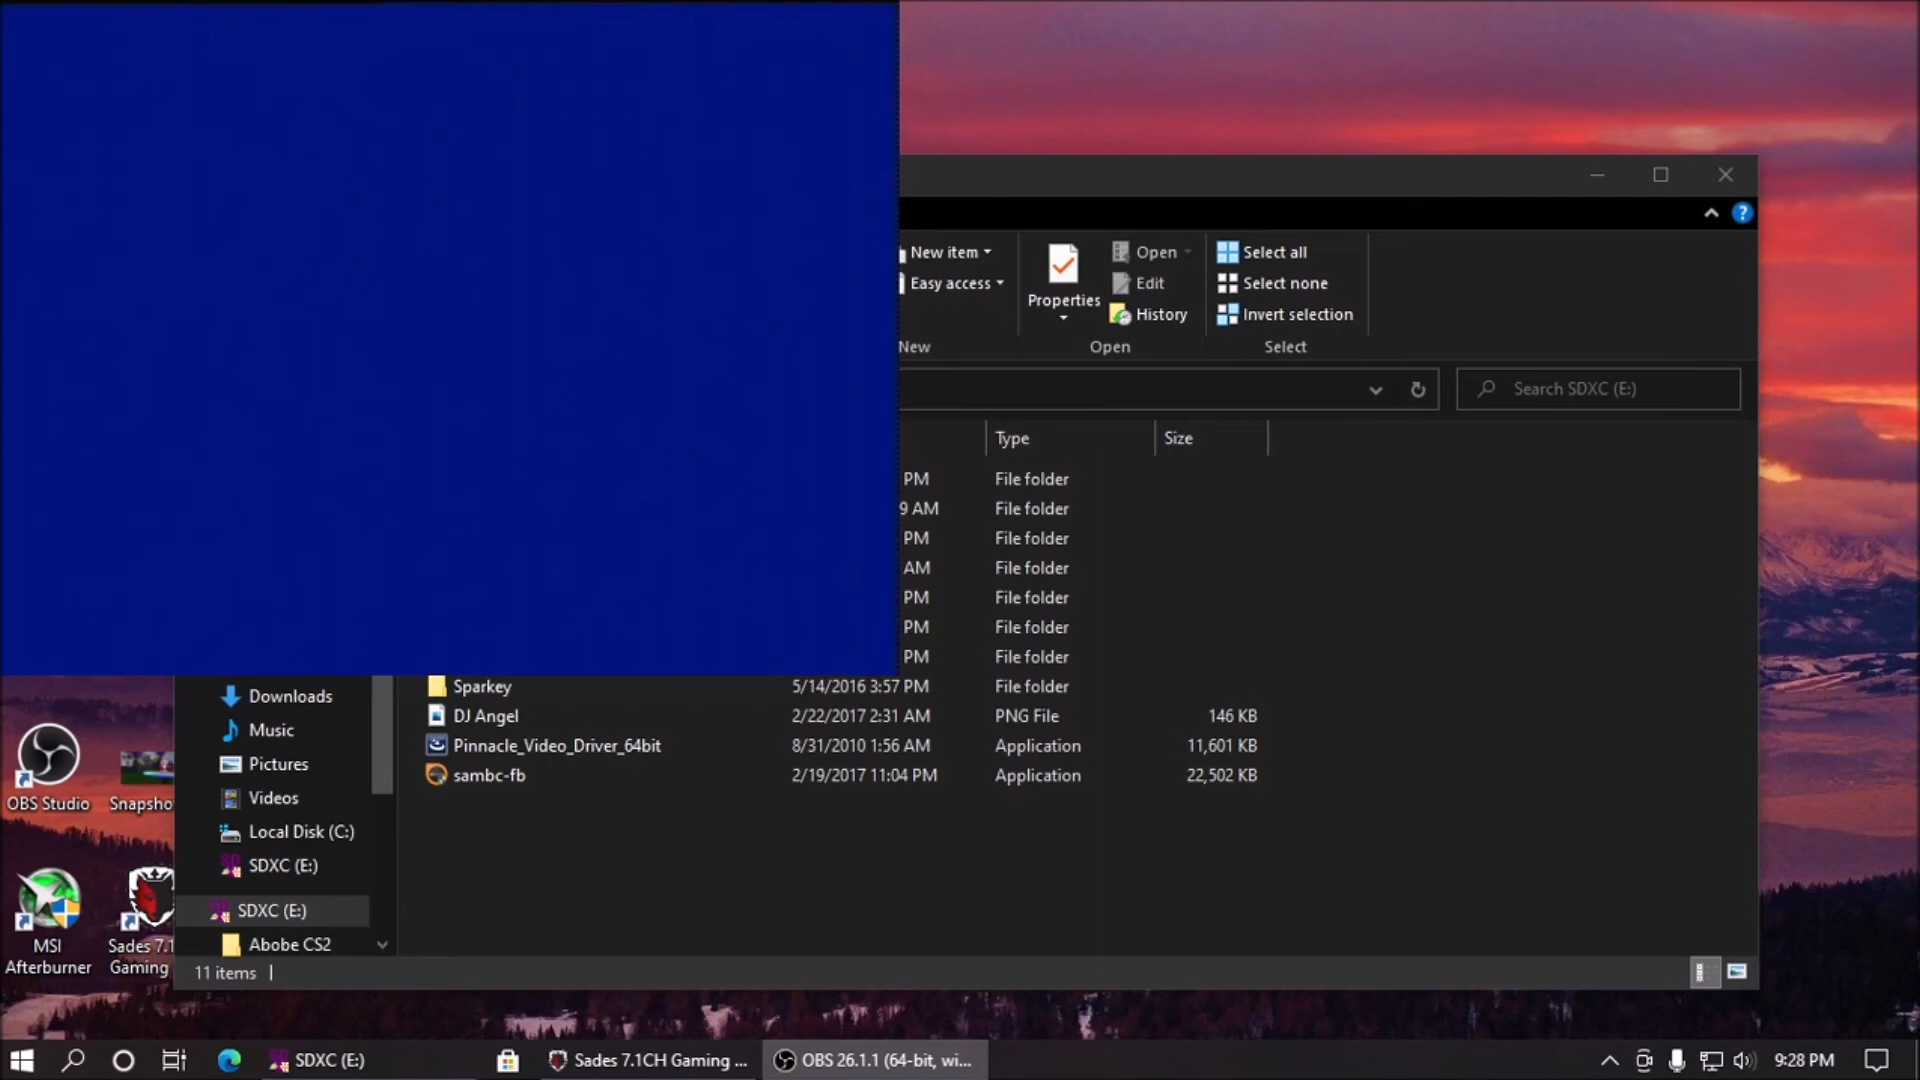 New item
Easy access
New
Properties
Open
Edit
History
Open
Select all
Select none
Invert selection
Select
Search SDXC (E:)
Type Size
PM File folder
9 AM File folder
PM File folder
AM File folder
PM File folder
PM File folder
PM File folder
Sparkey 5/14/2016 3:57 PM File folder
DJ Angel 2/22/2017 2:31 AM PNG File 146 KB
Pinnacle_Video_Driver_64bit 8/31/2010 1:56 AM Application 11,601 KB
sambc-fb 2/19/2017 11:04 PM Application 22,502 KB
Downloads
Music
Pictures
Videos
Local Disk (C:)
SDXC (E:)
SDXC (E:)
Abobe CS2
11 items
OBS Studio
Snapsho
MSI
Afterburner
Sades 7.1
Gaming
SDXC (E:)
Sades 7.1CH Gaming ...
OBS 26.1.1 (64-bit, wi...
9:28 PM